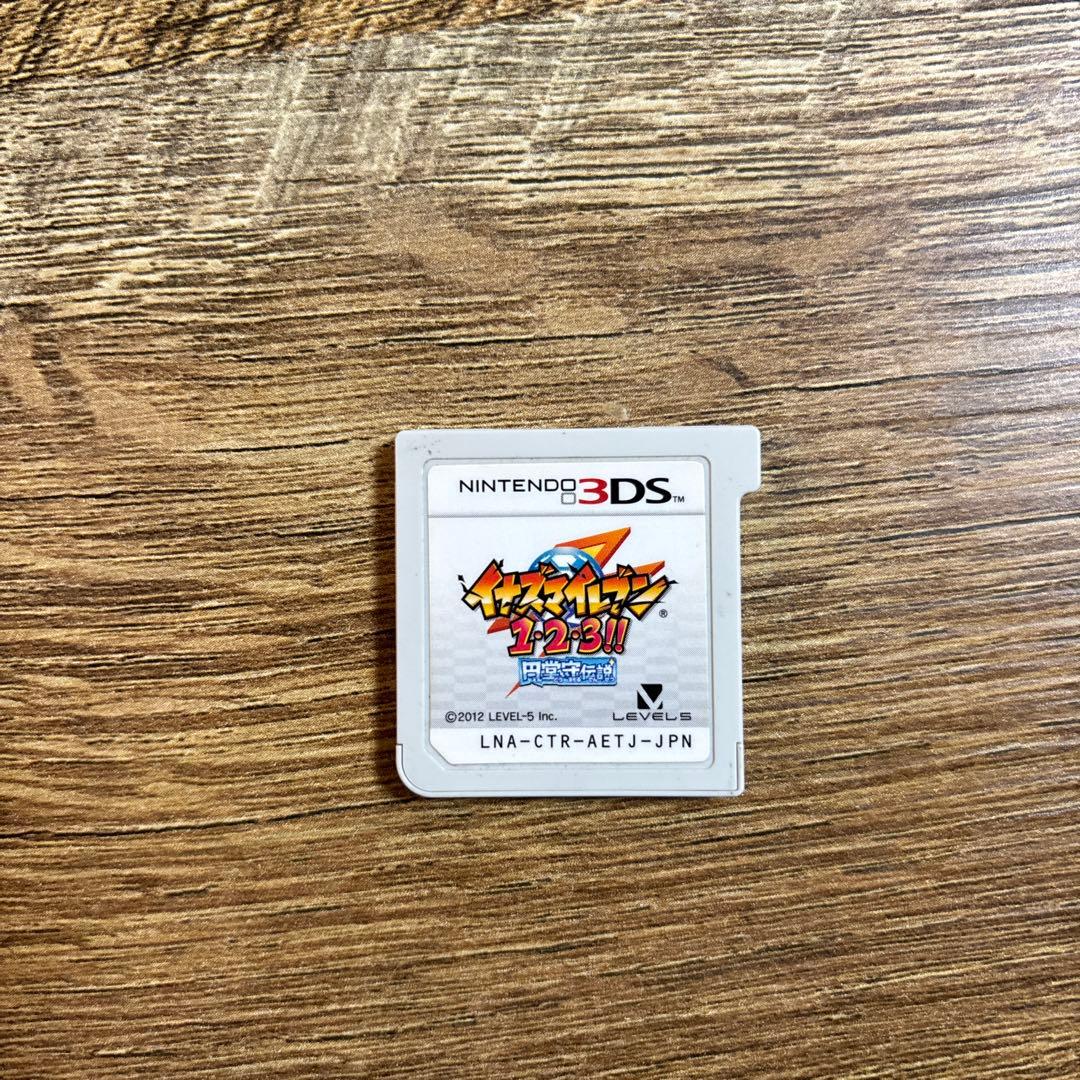 NINTENDO 3DS™
イナズマイレブン®
1・2・3!!
円堂守伝説
©2012 LEVEL-5 Inc.
LEVEL5
LNA-CTR-AETJ-JPN